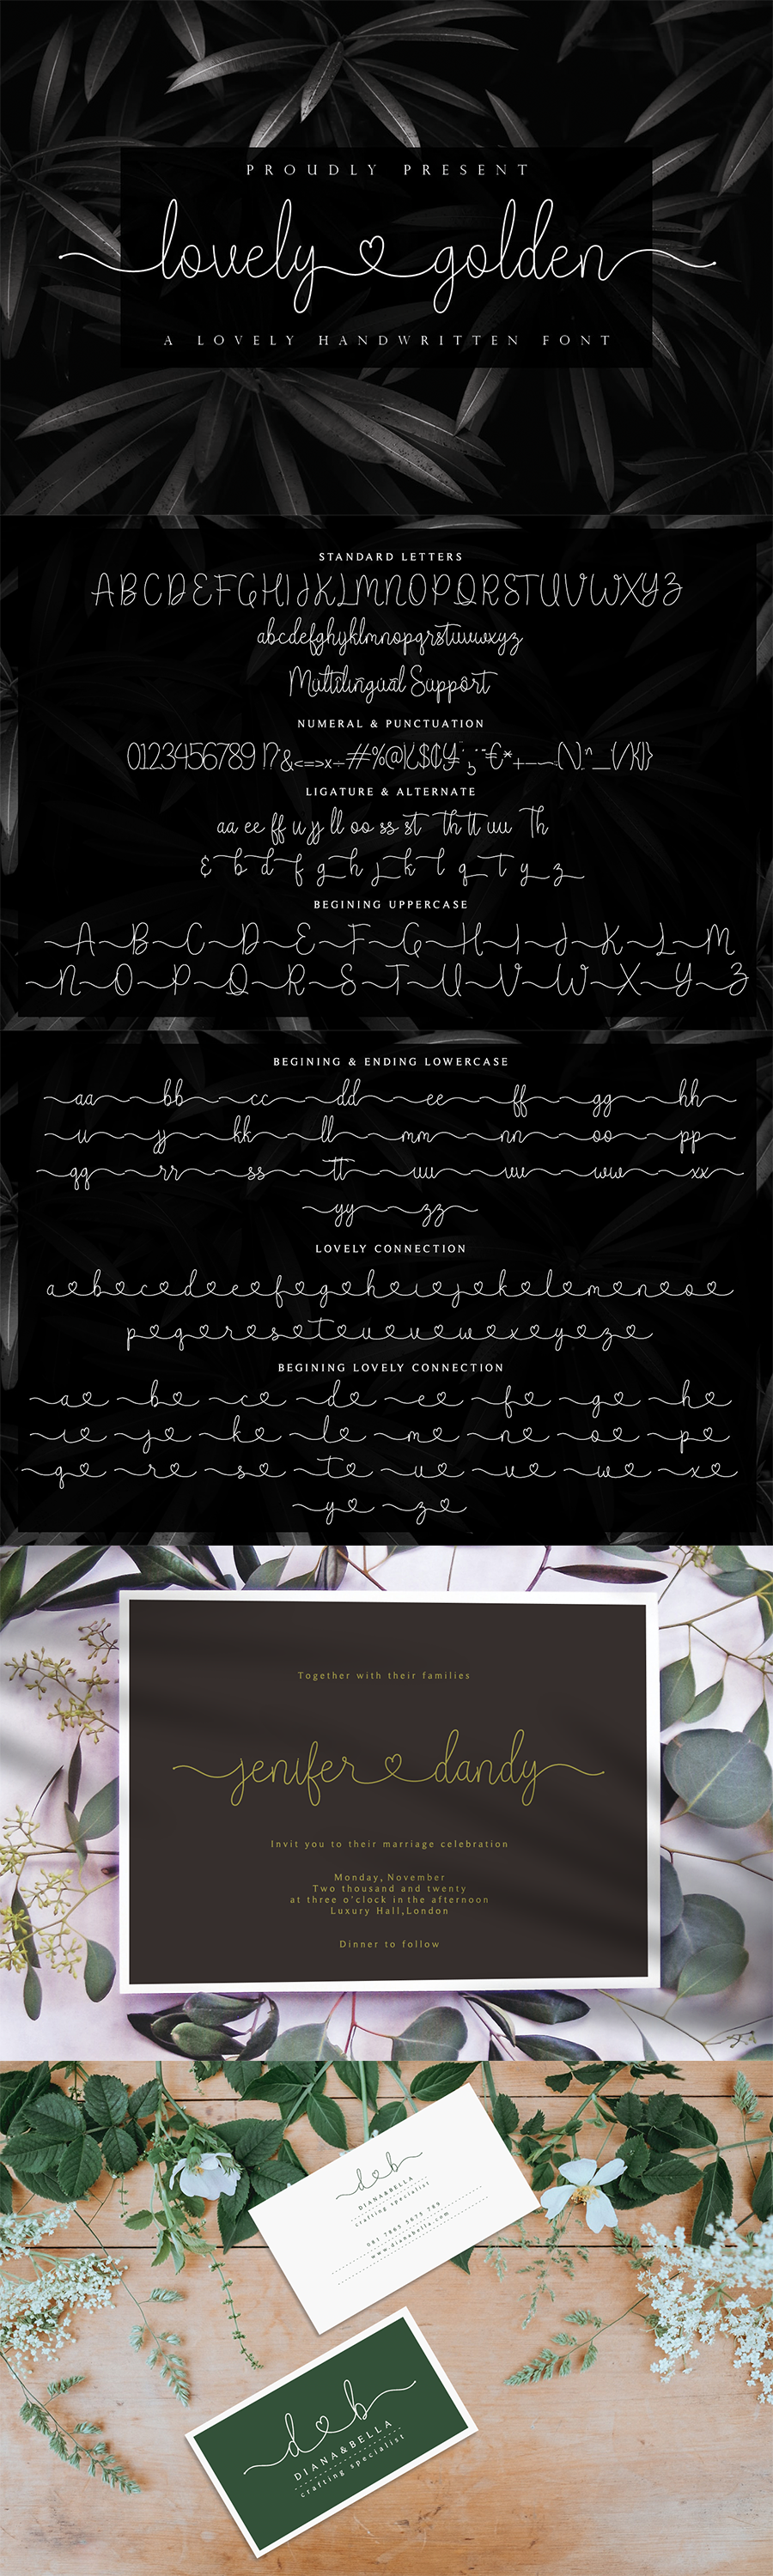 PROUDLY PRESENT
lovely golden
A LOVELY HANDWRITTEN FONT
STANDARD LETTERS
ABCDEFGHIJKLMNOPQRSTUVWXYZ
abcdefghijklmnopqrstuvwxyz
Multilingual Support
NUMERAL & PUNCTUATION
0123456789
LIGATURE & ALTERNATE
aa ee ff ll oo ss st th tt uu Th
& b d f g h j k l q t y z
BEGINING UPPERCASE
A B C D E F G H I J K L M
N O P Q R S T U V W X Y Z
BEGINING & ENDING LOWERCASE
aa bb cc dd ee ff gg hh
ii jj kk ll mm nn oo pp
qq rr ss tt uu vv ww xx
yy zz
LOVELY CONNECTION
a b c d e f g h i j k l m n o
p q r s t u v w x y z
BEGINING LOVELY CONNECTION
a b c d e f g h
i j k l m n o p
q r s t u v w x
y z
Together with their families
jenifer dandy
Invit you to their marriage celebration
Monday, November
Two thousand and twenty
at three o'clock in the afternoon
Luxury Hall,London
Dinner to follow
d b
DIANA&BELLA
crafting specialist
081 7865 5675 789
www.dianabella.com
d b
DIANA&BELLA
crafting specialist